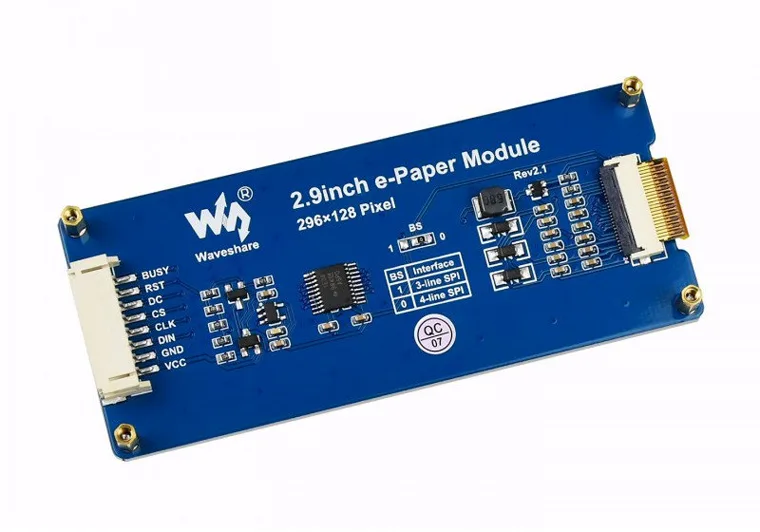 2.9inch e-Paper Module
296×128 Pixel
®
Waveshare
Rev2.1
BS
1 0
BS Interface
1 3-line SPI
0 4-line SPI
BUSY
RST
DC
CS
CLK
DIN
GND
VCC
QC
07